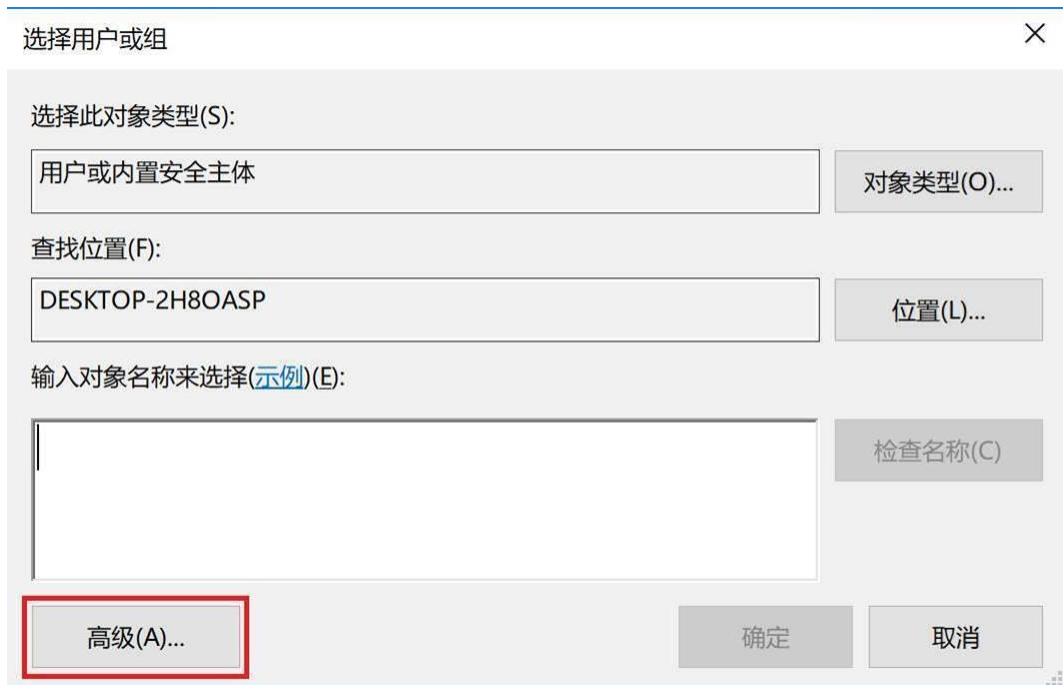 选择用户或组
选择此对象类型(S):
用户或内置安全主体
对象类型(O)...
查找位置(F):
DESKTOP-2H8OASP
位置(L)...
输入对象名称来选择(示例)(E):
检查名称(C)
高级(A)...
确定
取消